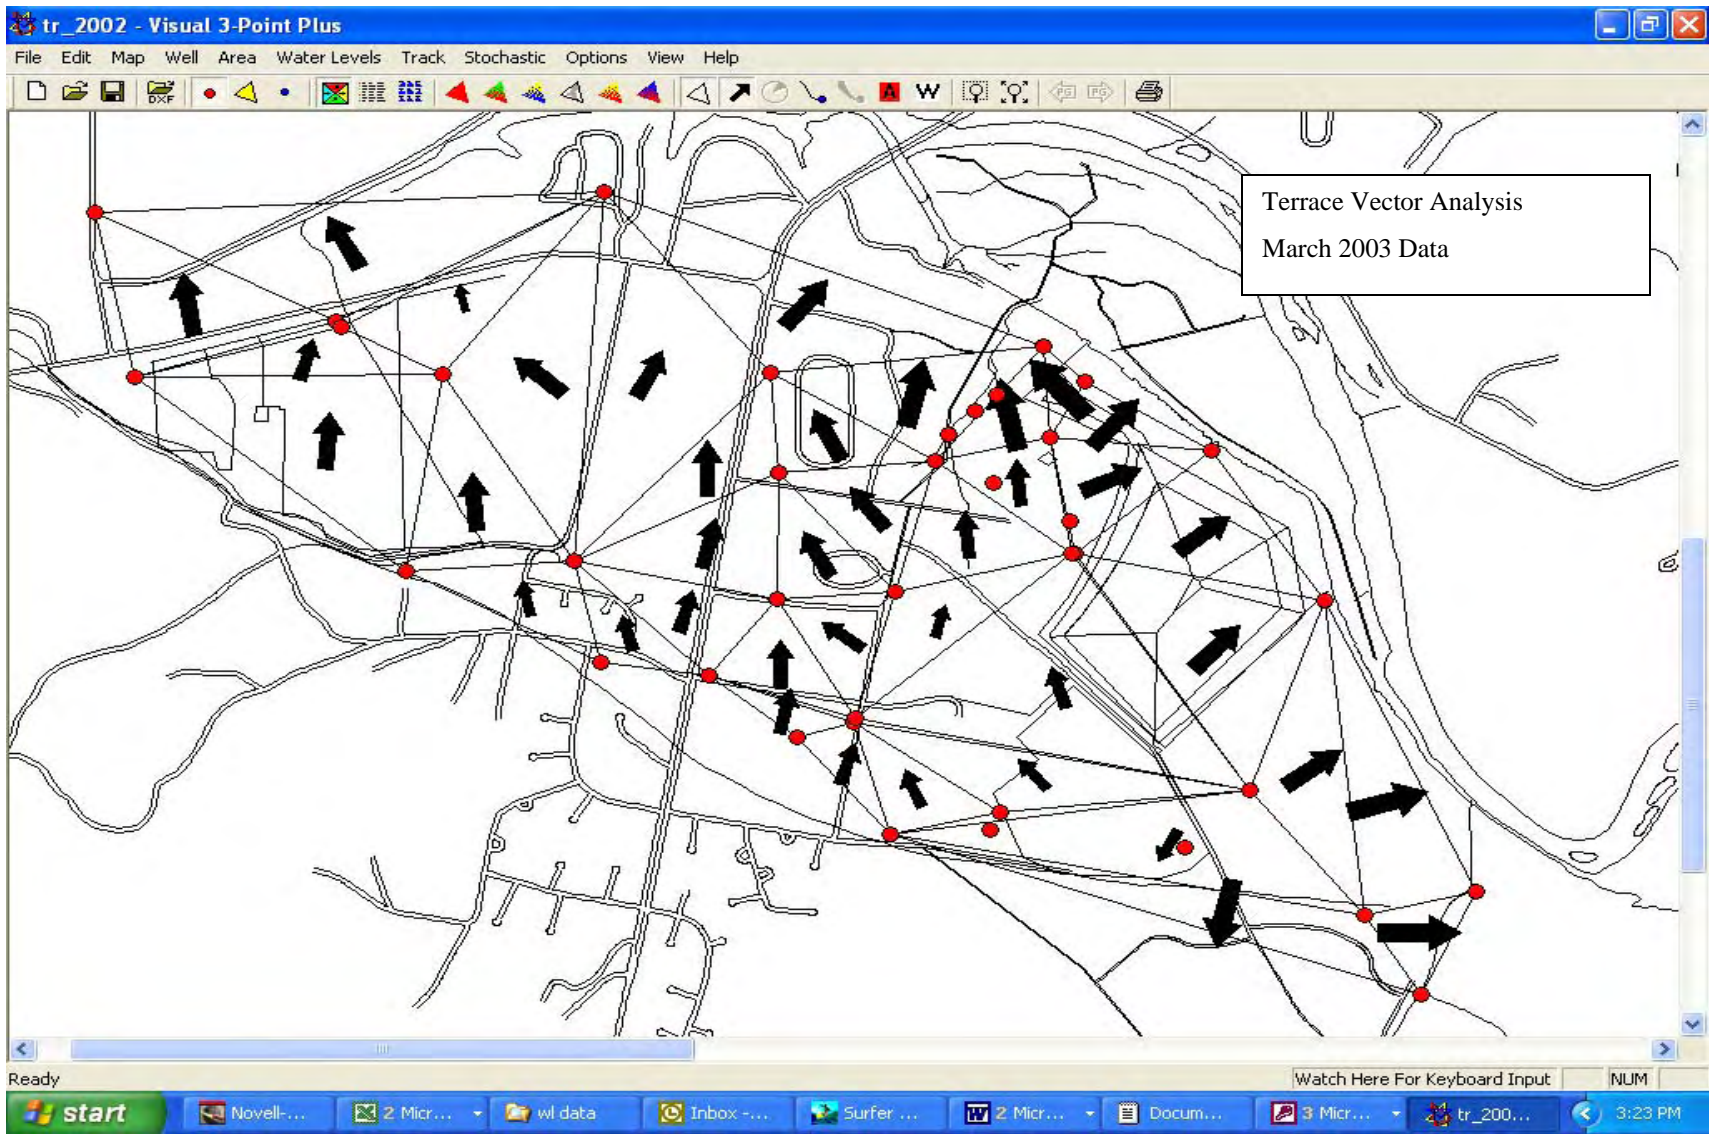 tr_2002 - Visual 3-Point Plus
File Edit Map Well Area Water Levels Track Stochastic Options View Help
DXF A W
Terrace Vector Analysis
March 2003 Data
Ready Watch Here For Keyboard Input NUM
start Novell-... 2 Micr... wl data Inbox -... Surfer ... 2 Micr... Docum... 3 Micr... tr_200... 3:23 PM